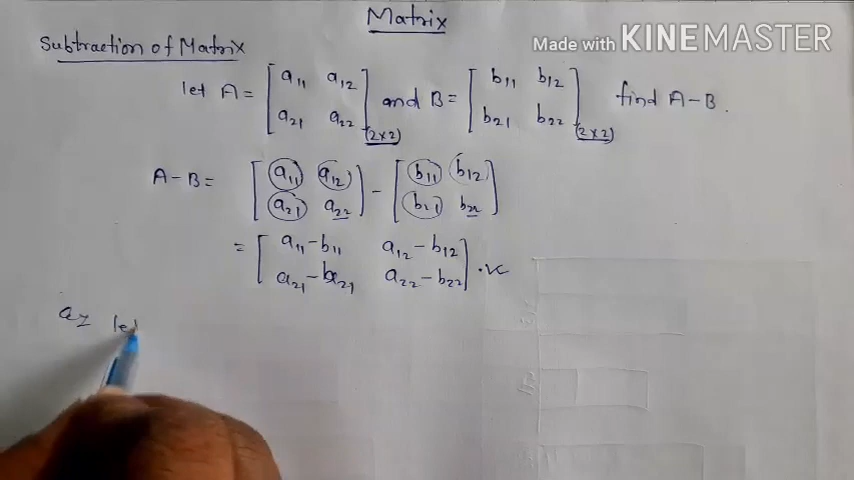 Matrix
Made with KINEMASTER
Subtraction of Matrix
let A = [ a11 a12 ] and B = [ b11 b12 ] find A-B.
[ a21 a22 ](2×2) [ b21 b22 ](2×2)
A-B = [ a11 a12 ] - [ b11 b12 ]
[ a21 a22 ] [ b21 b22 ]
= [ a11-b11 a12-b12 ]
[ a21-b21 a22-b22 ] .